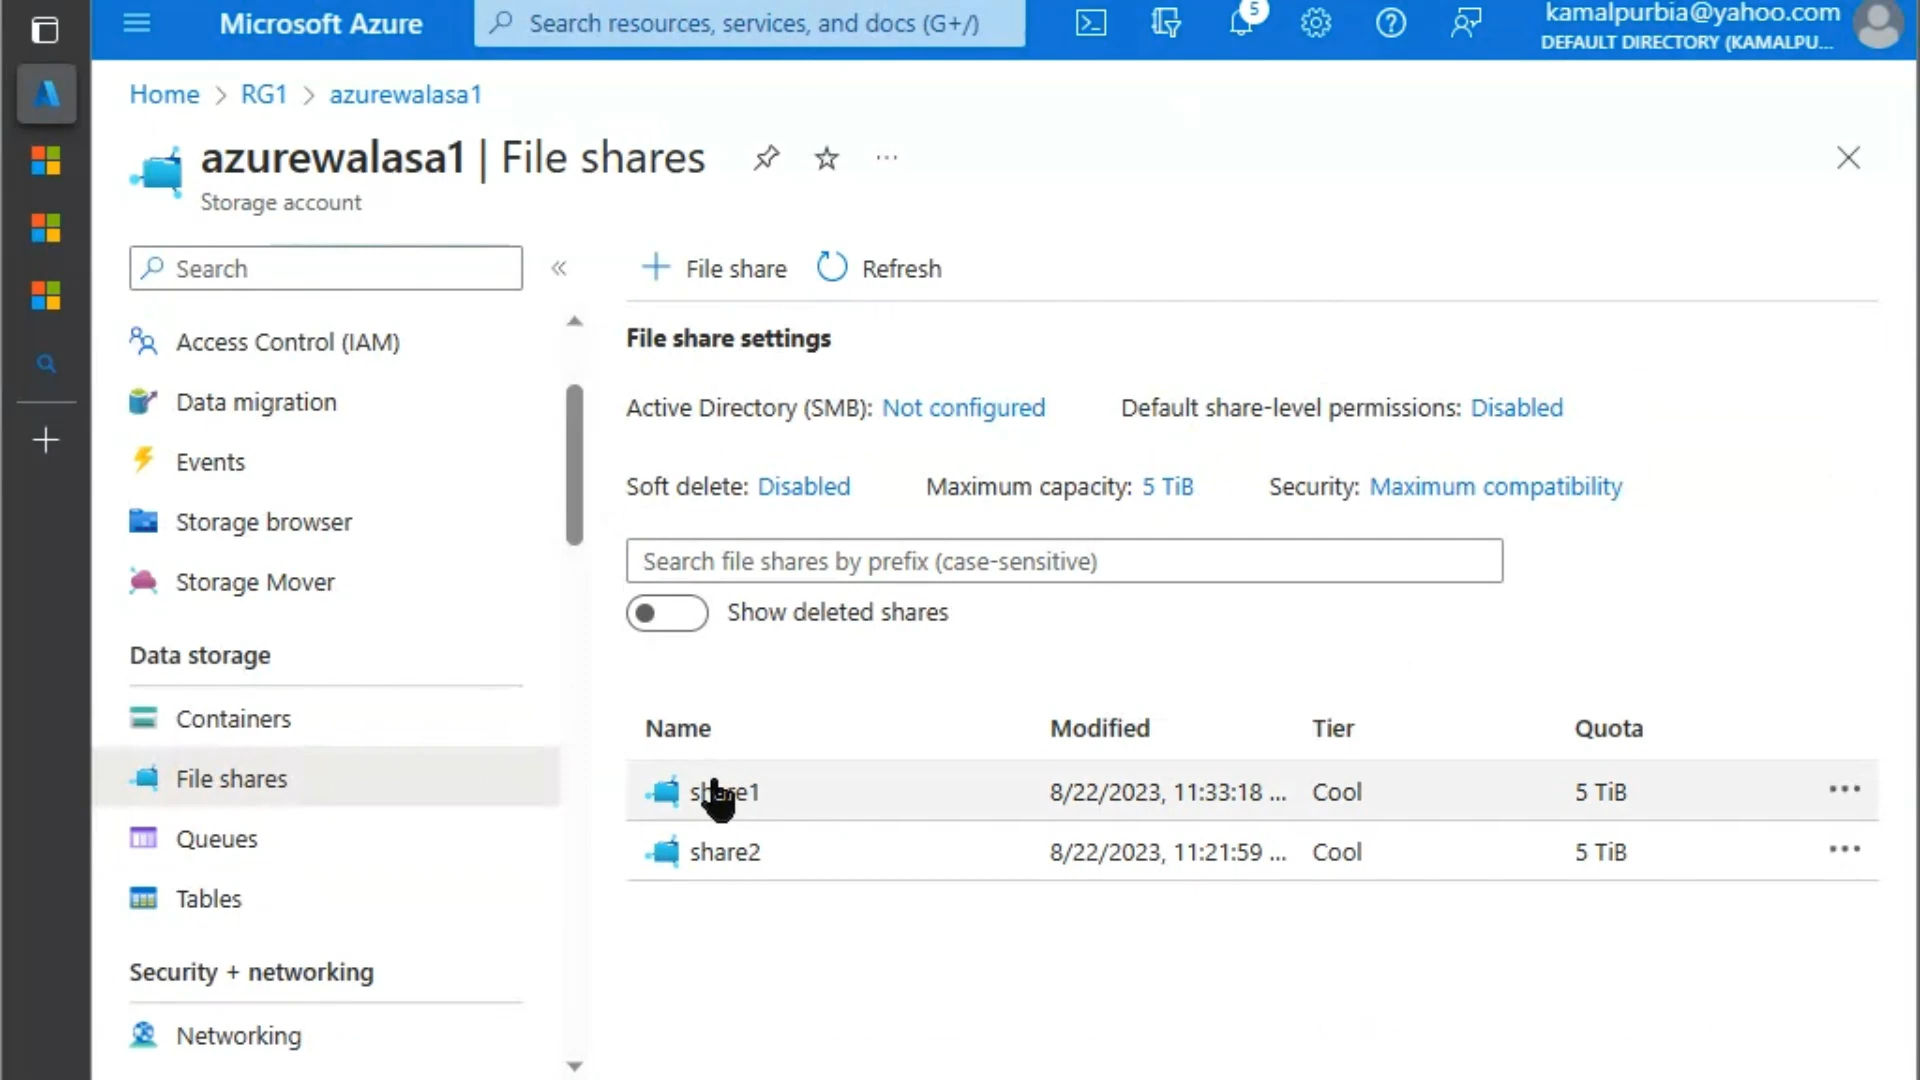 Microsoft Azure
Search resources, services, and docs (G+/)
5
kamalpurbia@yahoo.com
DEFAULT DIRECTORY (KAMALPU...
Home > RG1 > azurewalasa1
azurewalasa1 | File shares
Storage account
Search
File share
Refresh
Access Control (IAM)
Data migration
Events
Storage browser
Storage Mover
Data storage
Containers
File shares
Queues
Tables
Security + networking
Networking
File share settings
Active Directory (SMB): Not configured
Default share-level permissions: Disabled
Soft delete: Disabled
Maximum capacity: 5 TiB
Security: Maximum compatibility
Search file shares by prefix (case-sensitive)
Show deleted shares
Name Modified Tier Quota
share1 8/22/2023, 11:33:18 ... Cool 5 TiB
share2 8/22/2023, 11:21:59 ... Cool 5 TiB